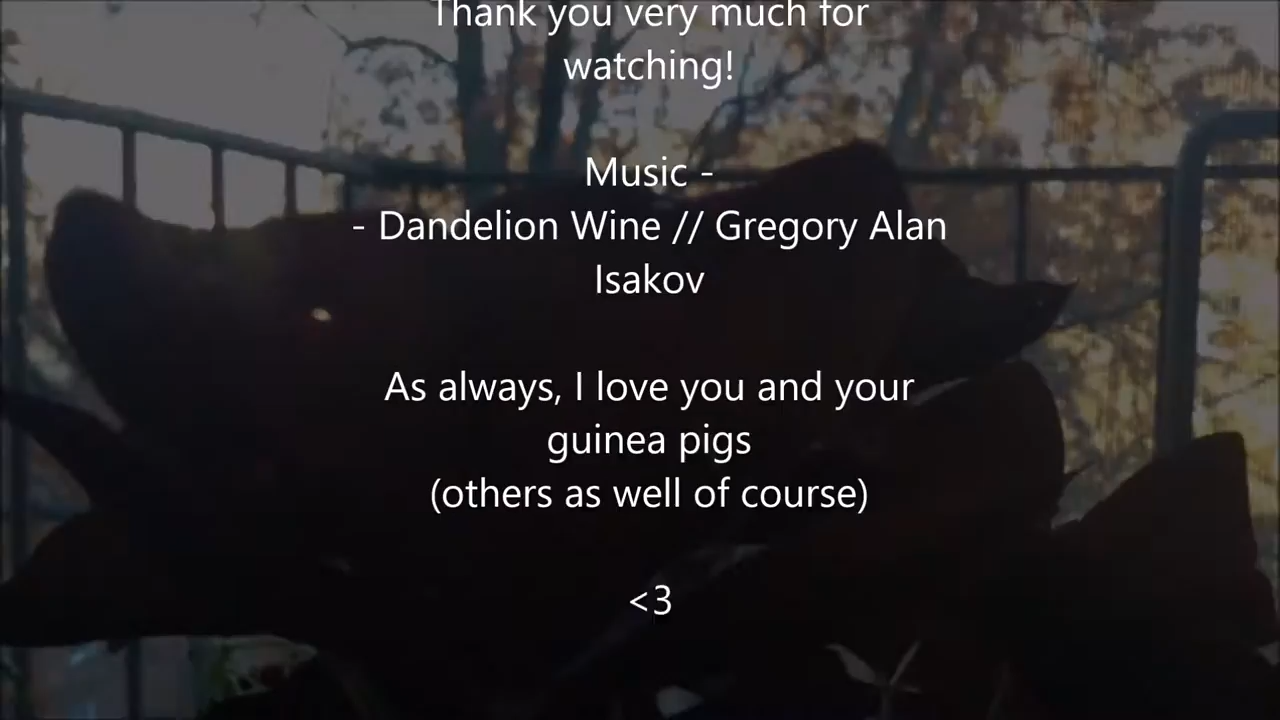 Thank you very much for
watching!
Music -
- Dandelion Wine // Gregory Alan
Isakov
As always, I love you and your
guinea pigs
(others as well of course)
<3